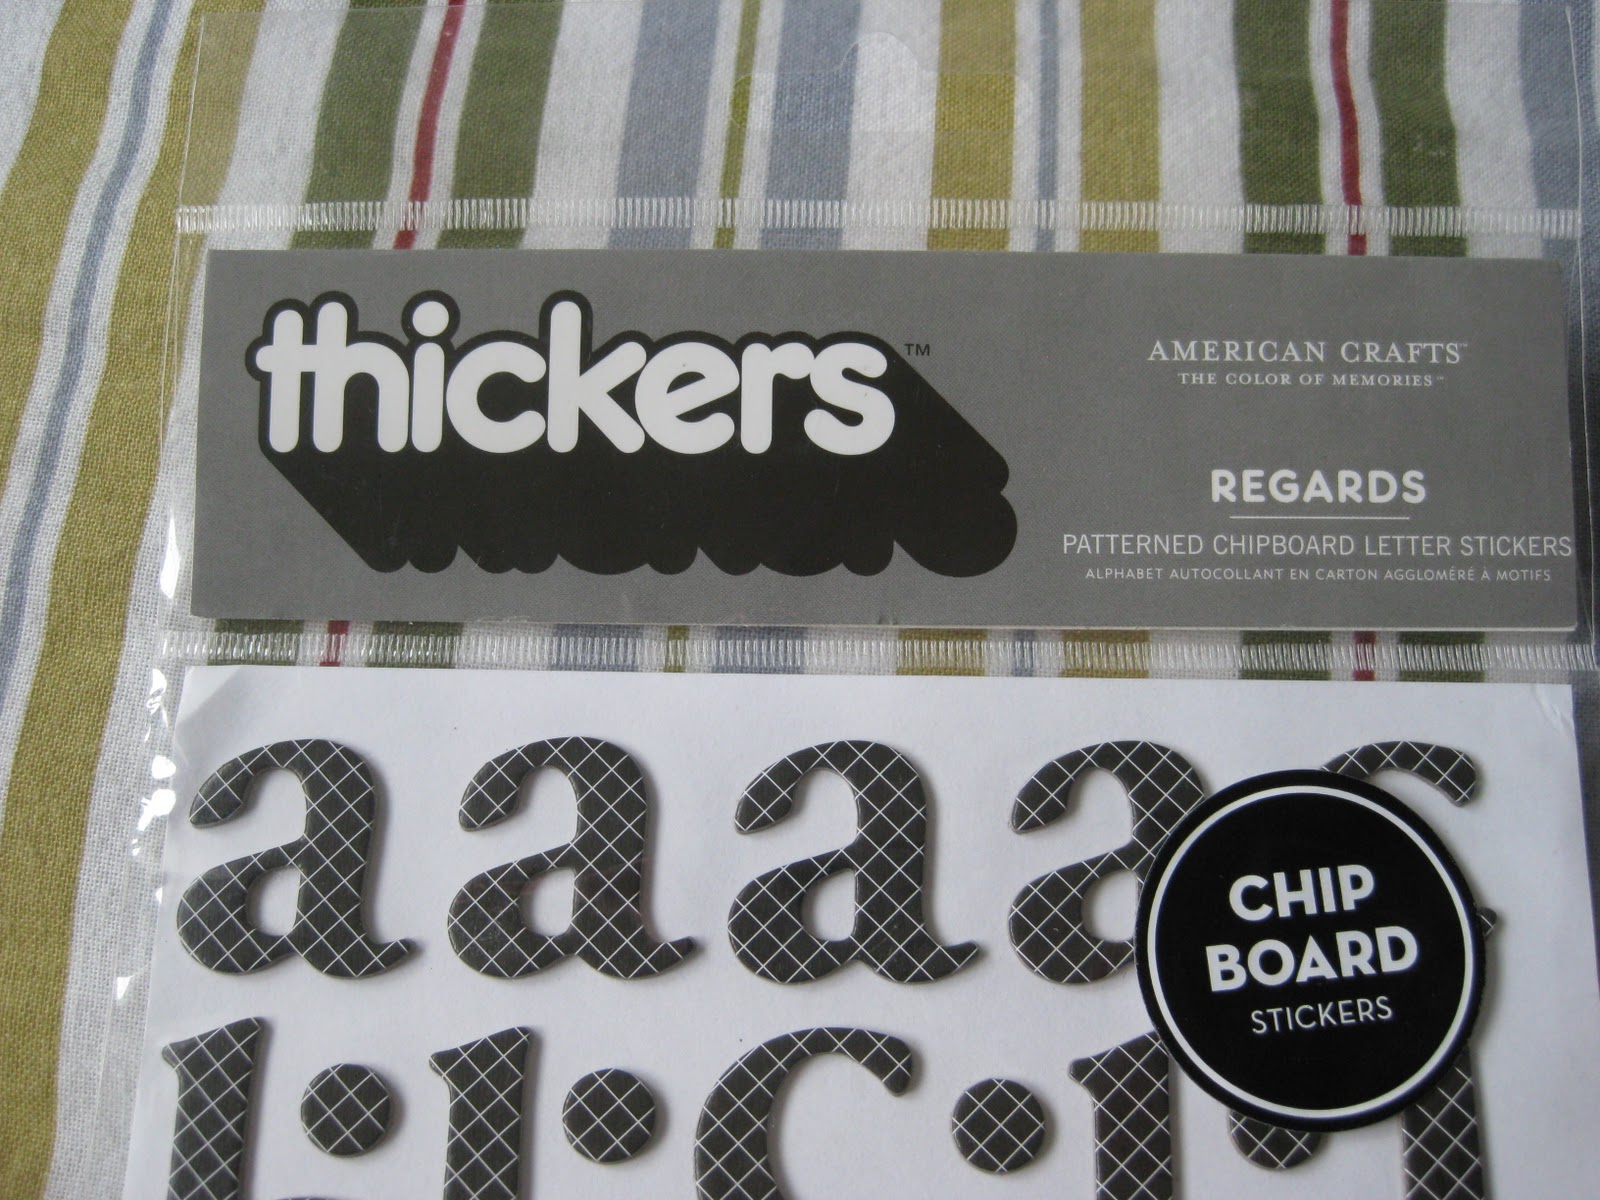 thickers™
AMERICAN CRAFTS™
THE COLOR OF MEMORIES™
REGARDS
PATTERNED CHIPBOARD LETTER STICKERS
ALPHABET AUTOCOLLANT EN CARTON AGGLOMÉRÉ À MOTIFS
a a a a
CHIP
BOARD
STICKERS